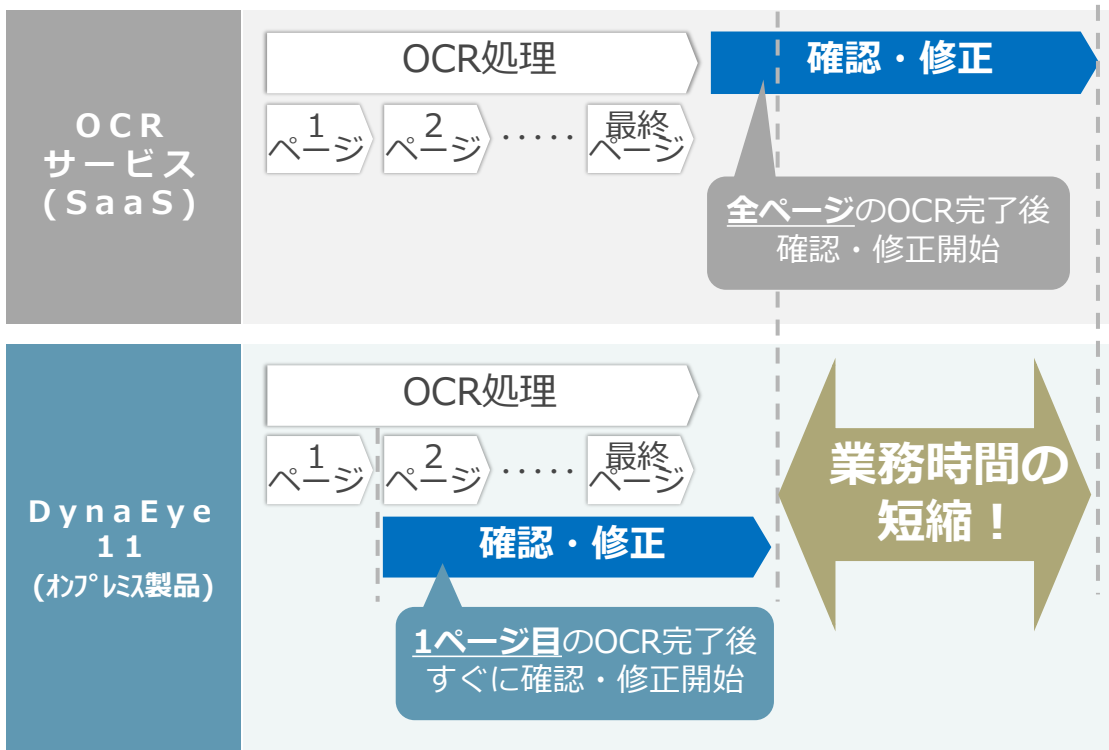 OCR
サービス
(SaaS)
OCR処理
確認・修正
1
ページ
2
ページ
.....
最終
ページ
全ページのOCR完了後
確認・修正開始
DynaEye
11
(ｵﾝﾌﾟﾚﾐｽ製品)
OCR処理
1
ページ
2
ページ
.....
最終
ページ
確認・修正
1ページ目のOCR完了後
すぐに確認・修正開始
業務時間の
短縮！